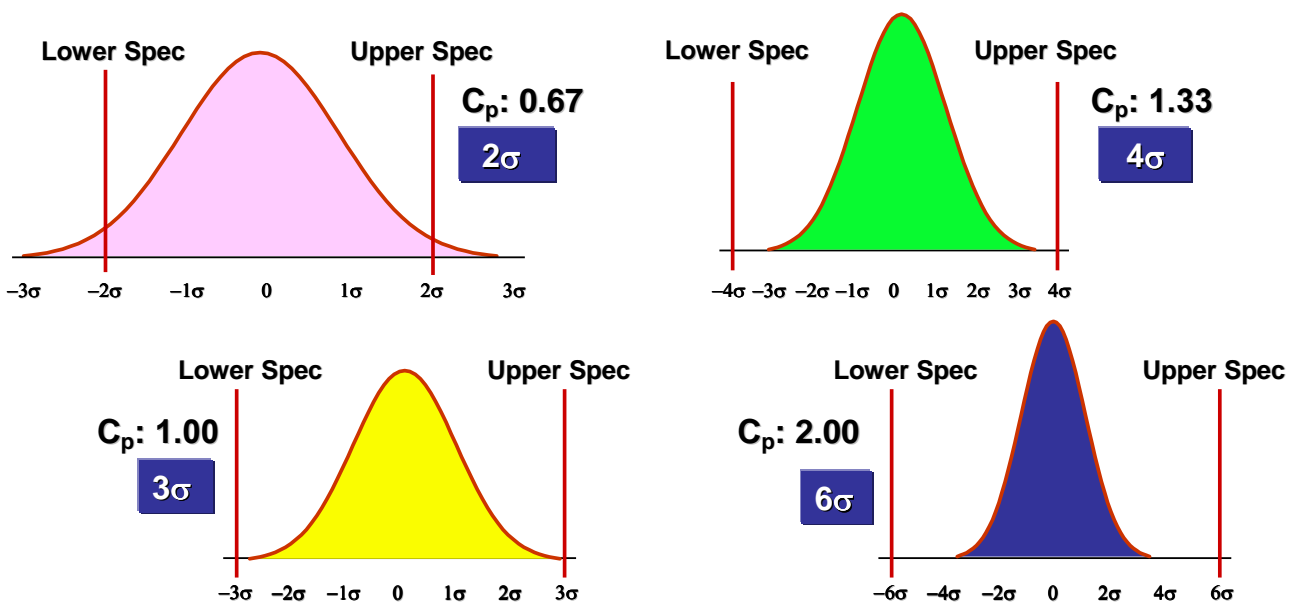 Lower Spec
Upper Spec
Cp: 0.67
2σ
−3σ −2σ −1σ 0 1σ 2σ 3σ
Lower Spec
Upper Spec
Cp: 1.33
4σ
−4σ −3σ −2σ −1σ 0 1σ 2σ 3σ 4σ
Lower Spec
Upper Spec
Cp: 1.00
3σ
−3σ −2σ −1σ 0 1σ 2σ 3σ
Lower Spec
Upper Spec
Cp: 2.00
6σ
−6σ −4σ −2σ 0 2σ 4σ 6σ